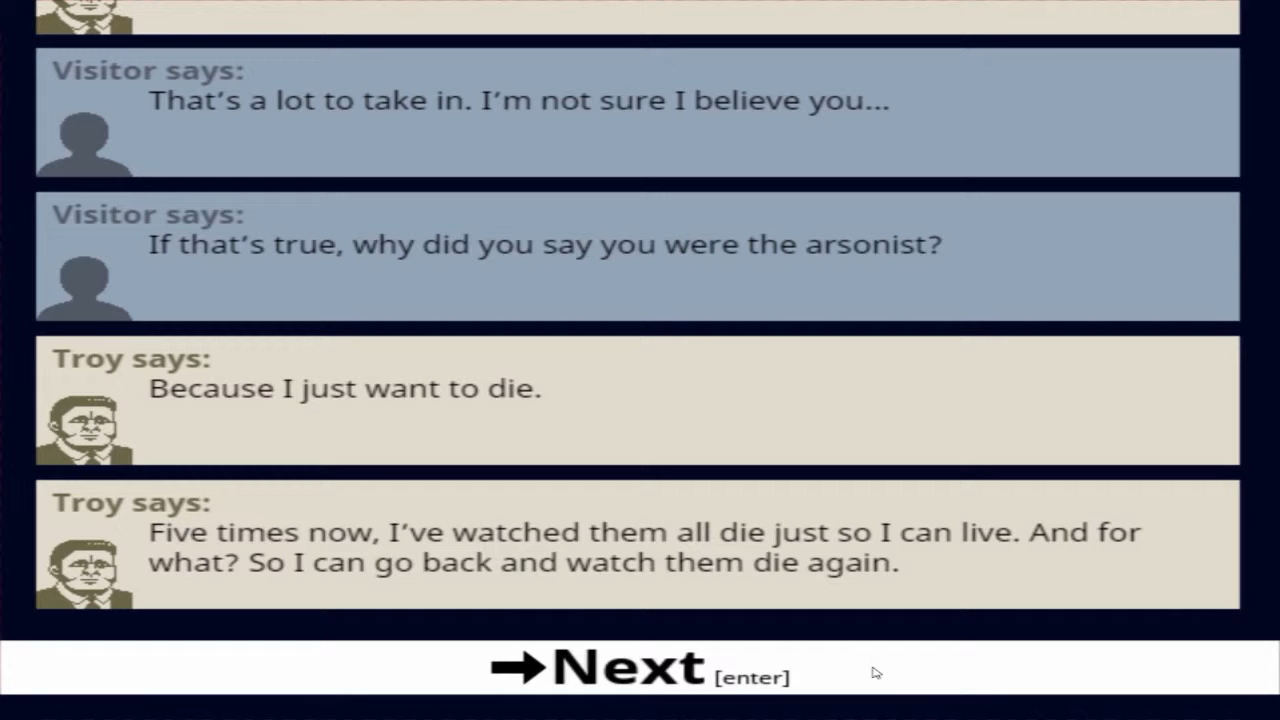 Visitor says:
That's a lot to take in. I'm not sure I believe you...
Visitor says:
If that's true, why did you say you were the arsonist?
Troy says:
Because I just want to die.
Troy says:
Five times now, I've watched them all die just so I can live. And for
what? So I can go back and watch them die again.
➡Next [enter]